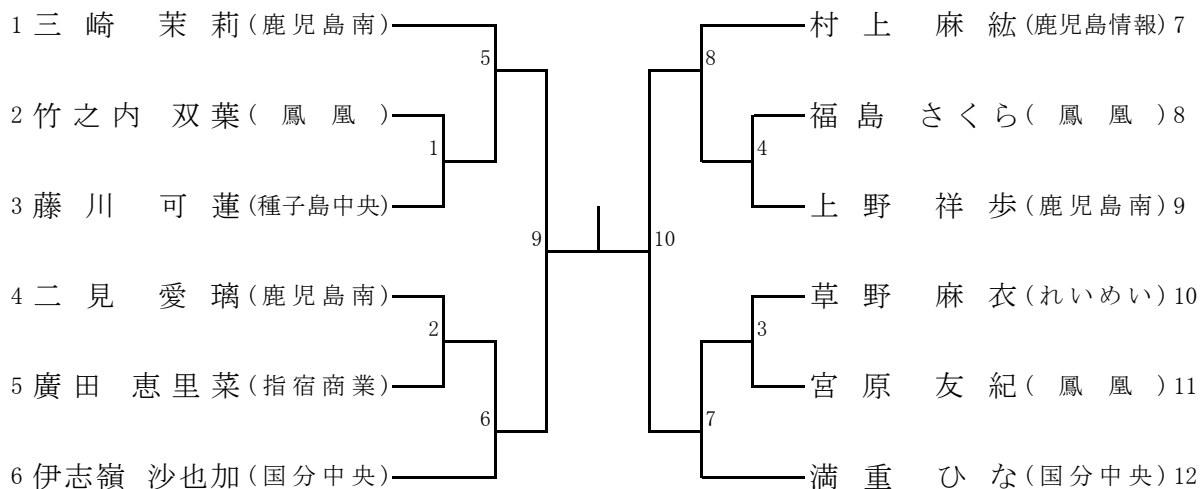 1 三崎 茉莉 (鹿児島南)
5
2 竹之内 双葉 (鳳凰)
1
3 藤川 可蓮 (種子島中央)
9
4 二見 愛璃 (鹿児島南)
2
5 廣田 恵里菜 (指宿商業)
6
6 伊志嶺 沙也加 (国分中央)
村上 麻紘 (鹿児島情報) 7
8
福島 さくら (鳳凰) 8
4
上野 祥歩 (鹿児島南) 9
10
草野 麻衣 (れいめい) 10
3
宮原 友紀 (鳳凰) 11
7
満重 ひな (国分中央) 12